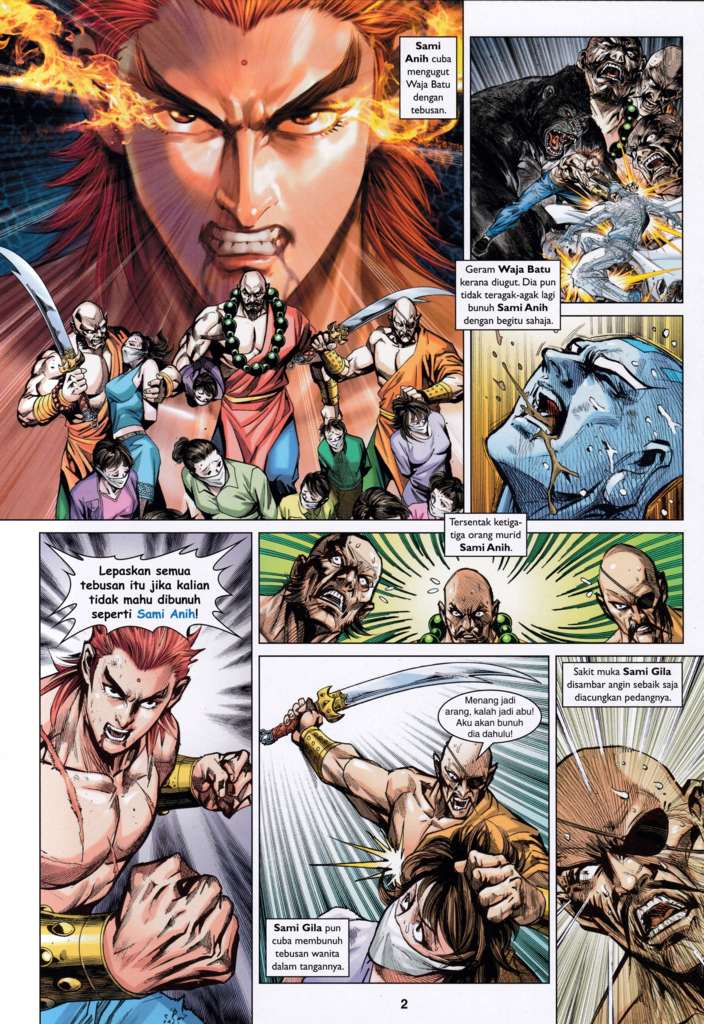 Sami
Anih cuba
mengugut
Waja Batu
dengan
tebusan.
Geram Waja Batu
kerana diugut. Dia pun
tidak teragak-agak lagi
bunuh Sami Anih
dengan begitu sahaja.
Lepaskan semua
tebusan itu jika kalian
tidak mahu dibunuh
seperti Sami Anih!
Tersentak ketiga-
tiga orang murid
Sami Anih.
Menang jadi
arang, kalah jadi abu!
Aku akan bunuh
dia dahulu!
Sami Gila pun
cuba membunuh
tebusan wanita
dalam tangannya.
Sakit muka Sami Gila
disambar angin sebaik saja
diacungkan pedangnya.
2